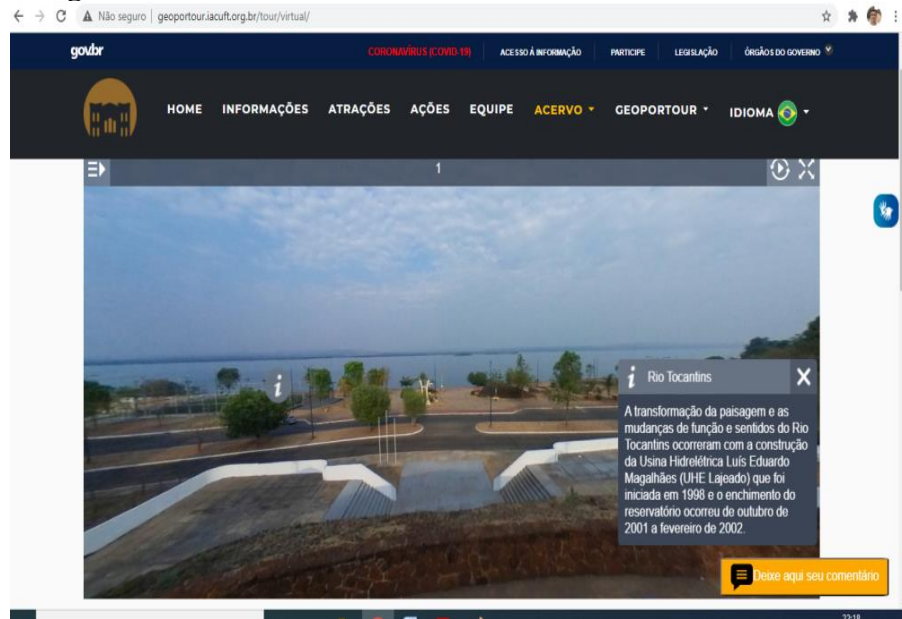 Não seguro | geoportour.iacuft.org.br/tour/virtual/
gov.br CORONAVÍRUS (COVID-19) ACESSO À INFORMAÇÃO PARTICIPE LEGISLAÇÃO ÓRGÃOS DO GOVERNO
HOME INFORMAÇÕES ATRAÇÕES AÇÕES EQUIPE ACERVO GEOPORTOUR IDIOMA
1
i
i Rio Tocantins X
A transformação da paisagem e as
mudanças de função e sentidos do Rio
Tocantins ocorreram com a construção
da Usina Hidrelétrica Luís Eduardo
Magalhães (UHE Lajeado) que foi
iniciada em 1998 e o enchimento do
reservatório ocorreu de outubro de
2001 a fevereiro de 2002.
Deixe aqui seu comentário